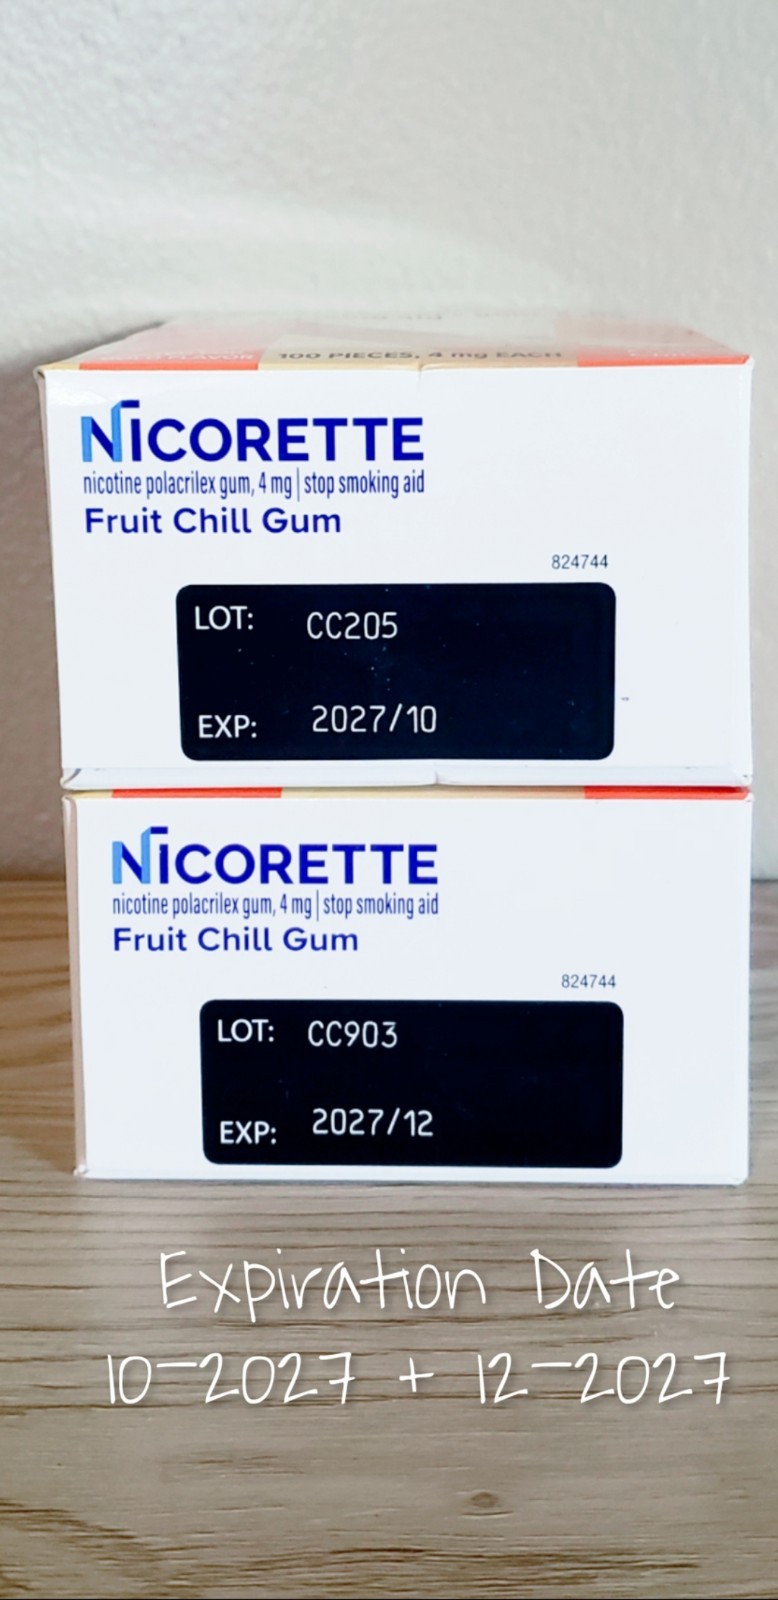 100 PIECES, 4 mg EACH
NICORETTE
nicotine polacrilex gum, 4 mg | stop smoking aid
Fruit Chill Gum
824744
LOT: CC205
EXP: 2027/10
NICORETTE
nicotine polacrilex gum, 4 mg | stop smoking aid
Fruit Chill Gum
824744
LOT: CC903
EXP: 2027/12
Expiration Date
10-2027 + 12-2027